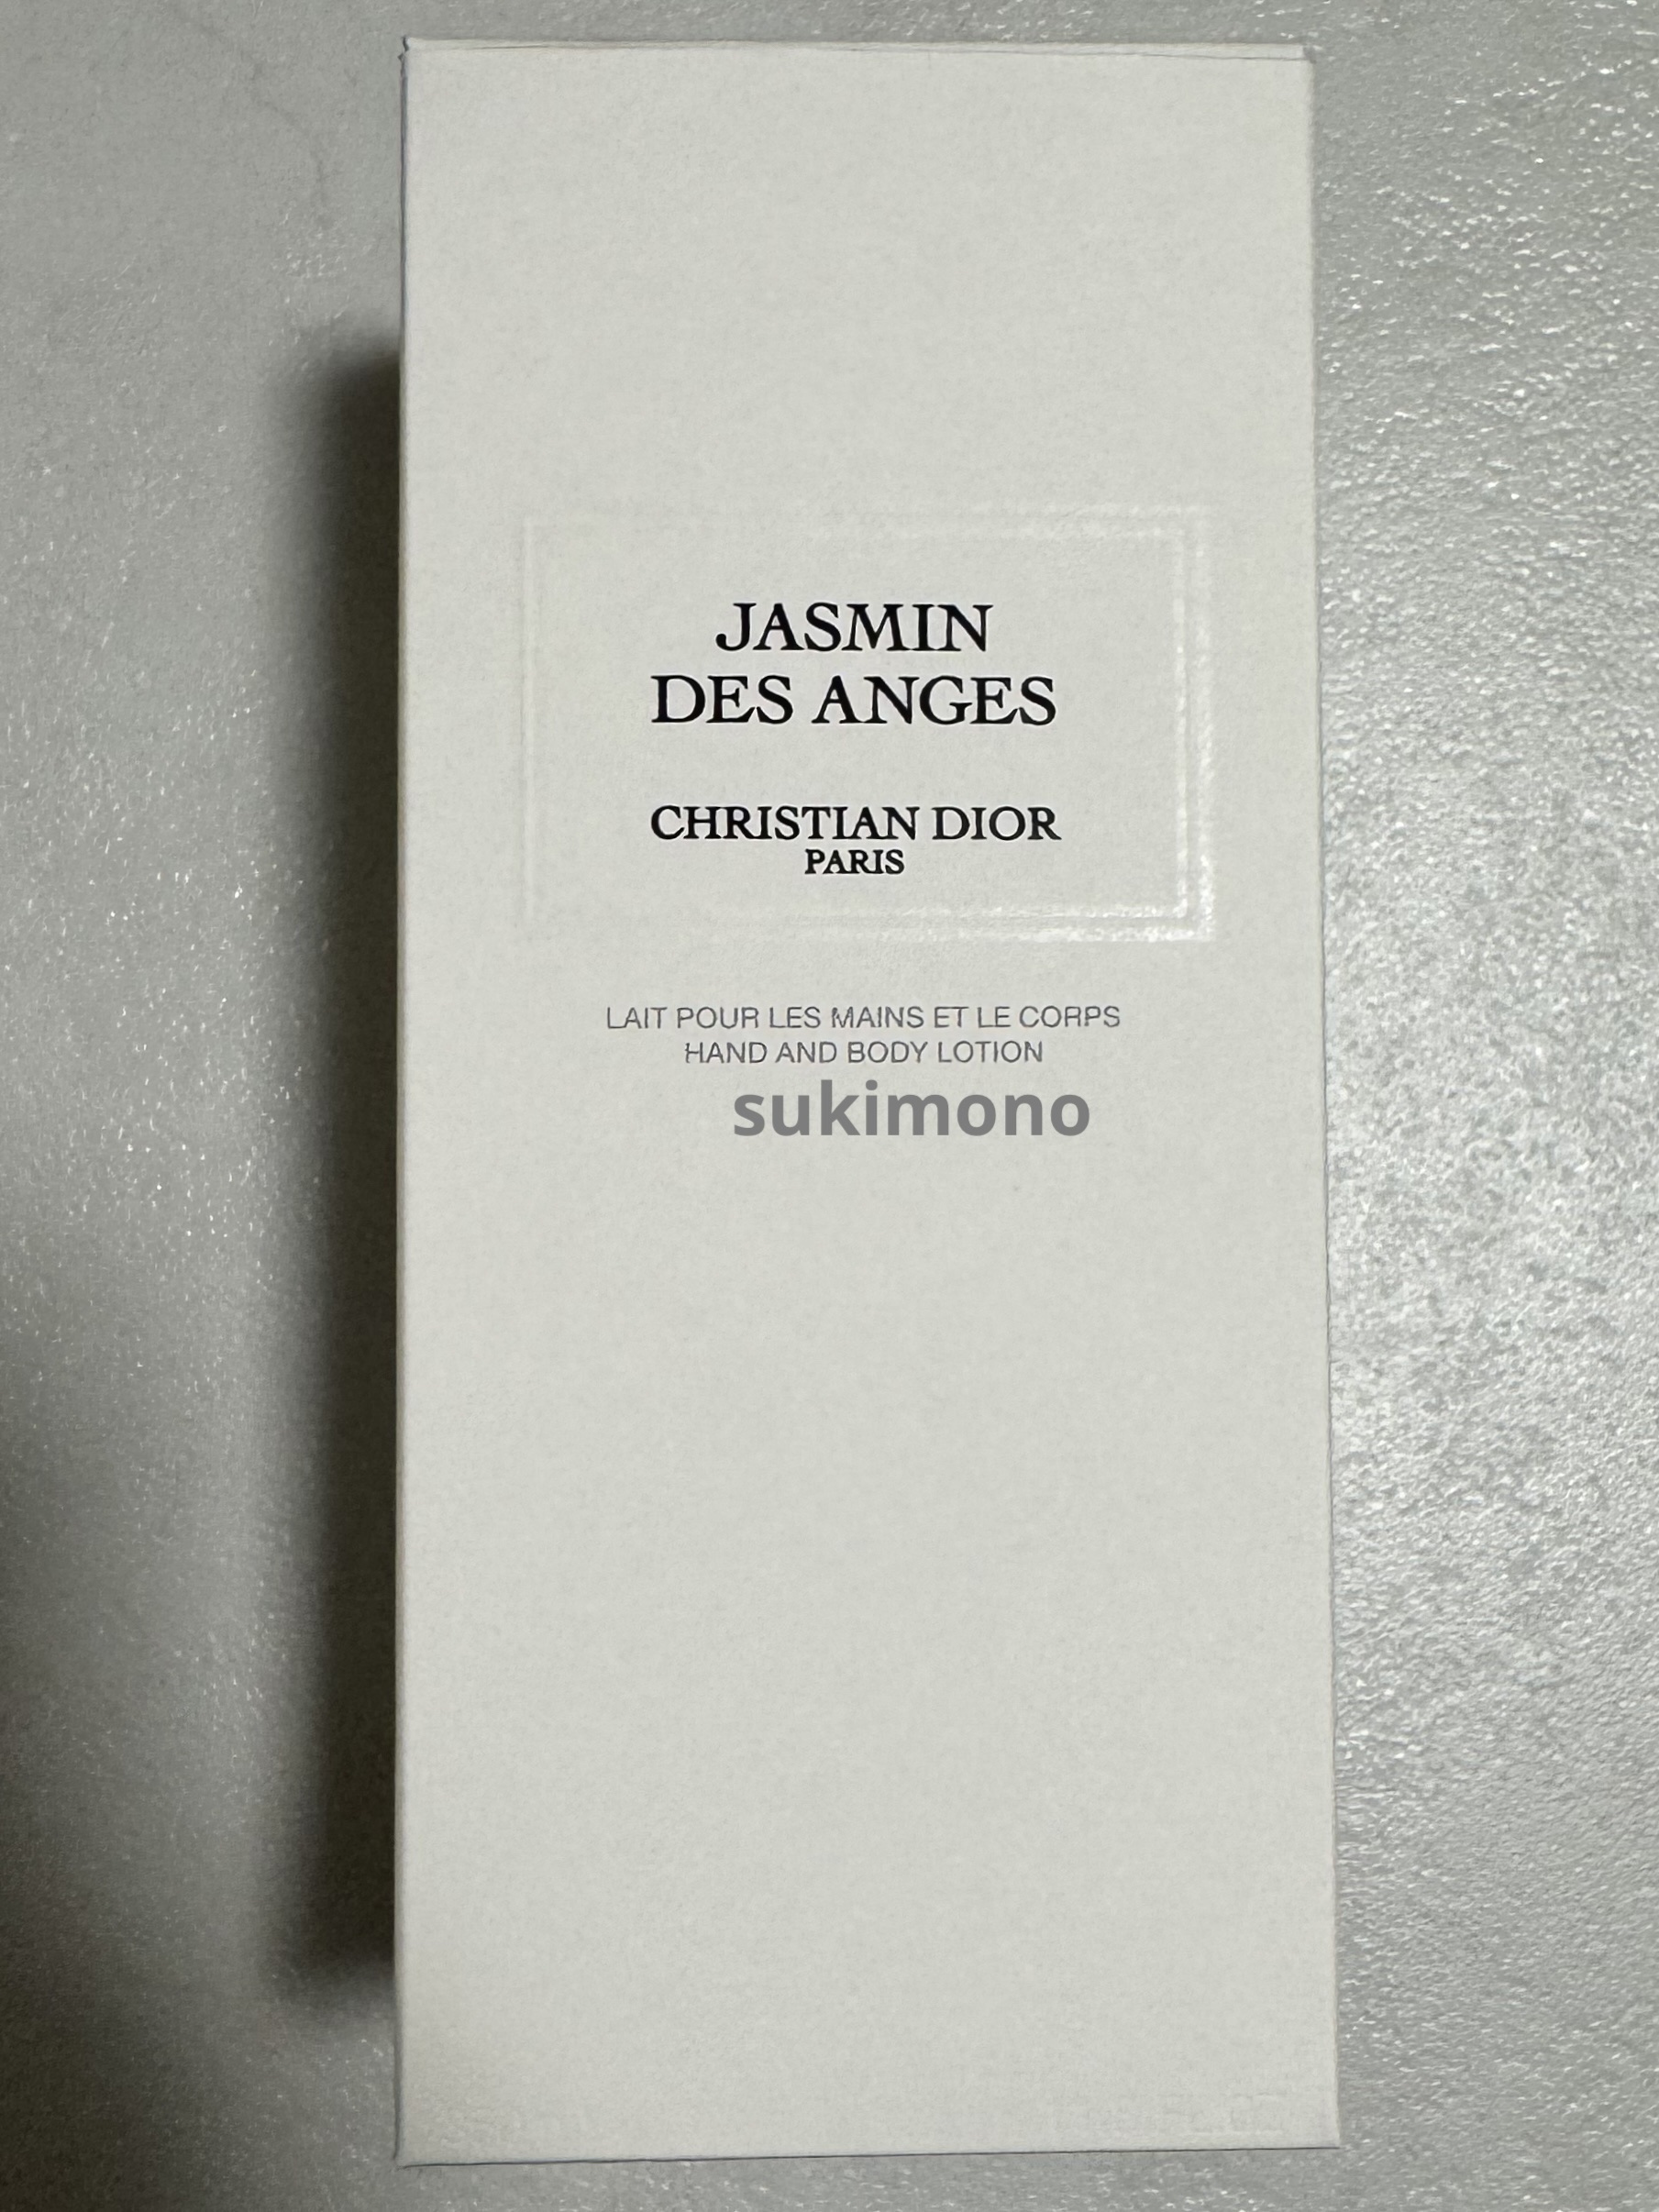 JASMIN
DES ANGES
CHRISTIAN DIOR
PARIS
LAIT POUR LES MAINS ET LE CORPS
HAND AND BODY LOTION
sukimono